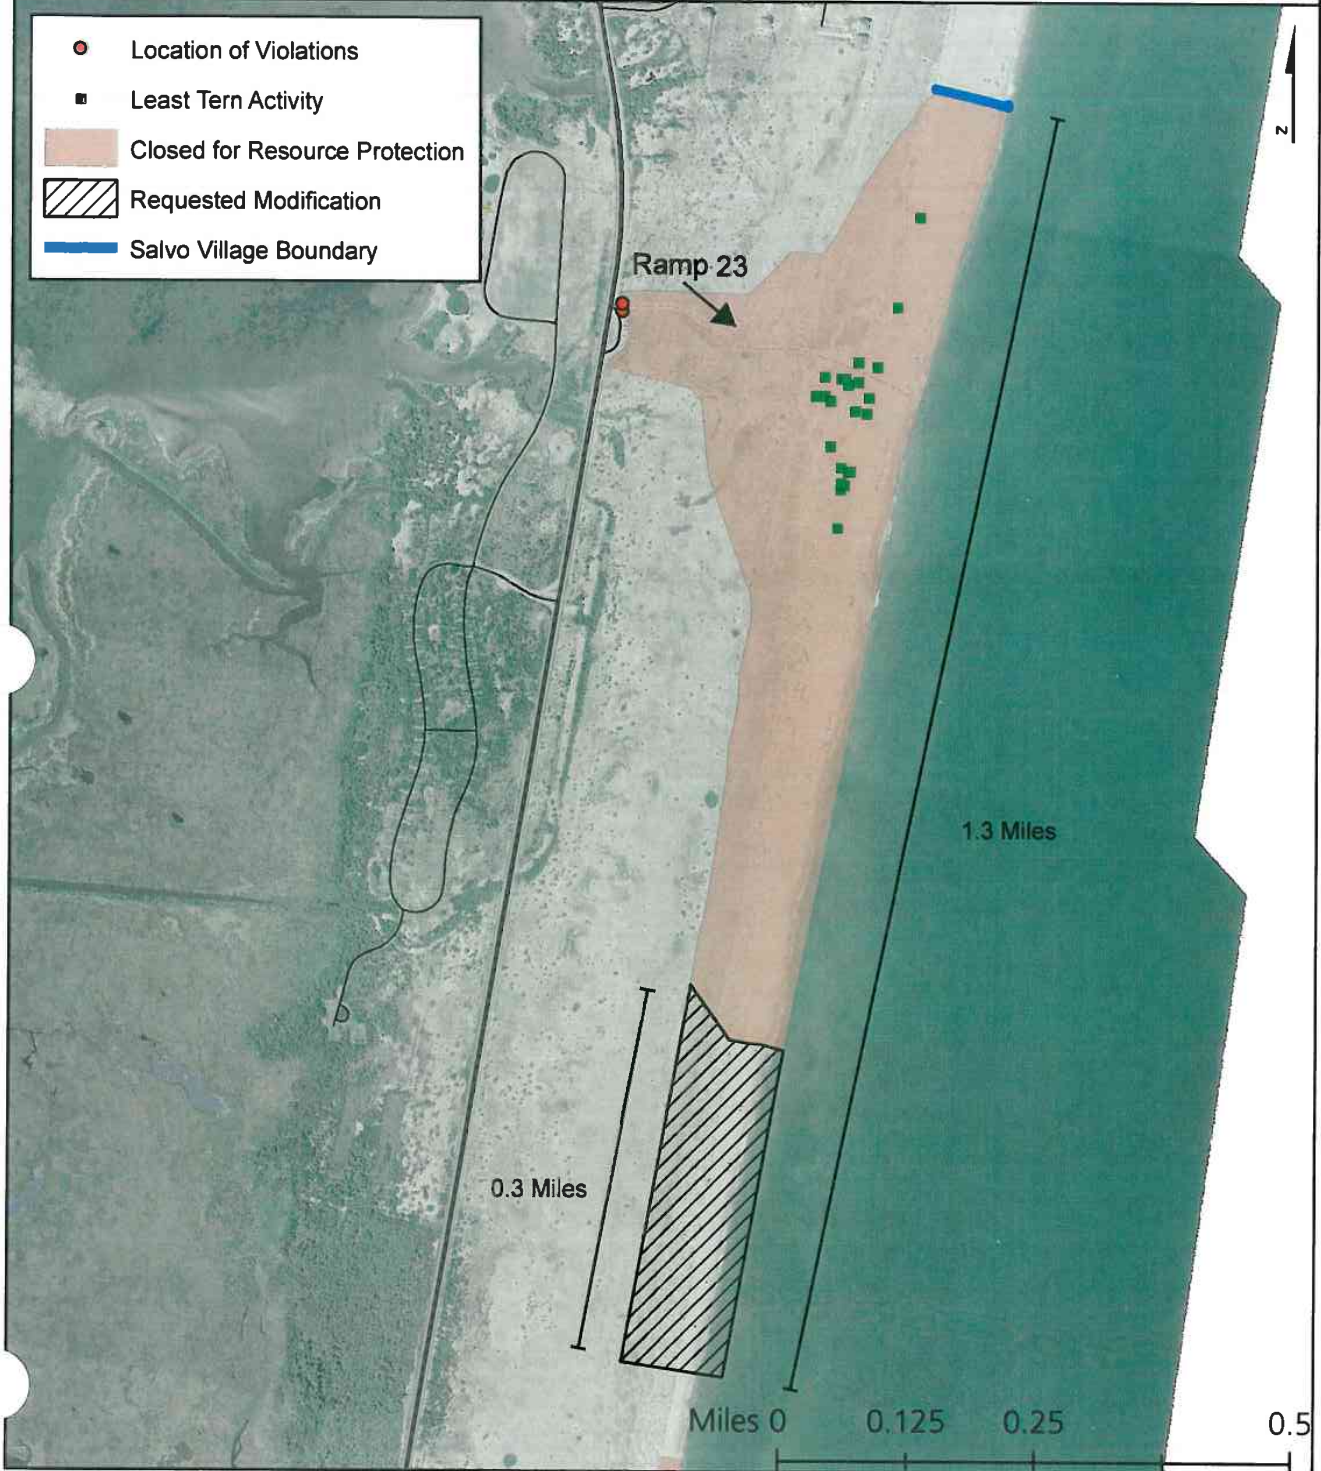 Location of Violations
Least Tern Activity
Closed for Resource Protection
Requested Modification
Salvo Village Boundary
N
Ramp 23
1.3 Miles
0.3 Miles
Miles 0 0.125 0.25 0.5